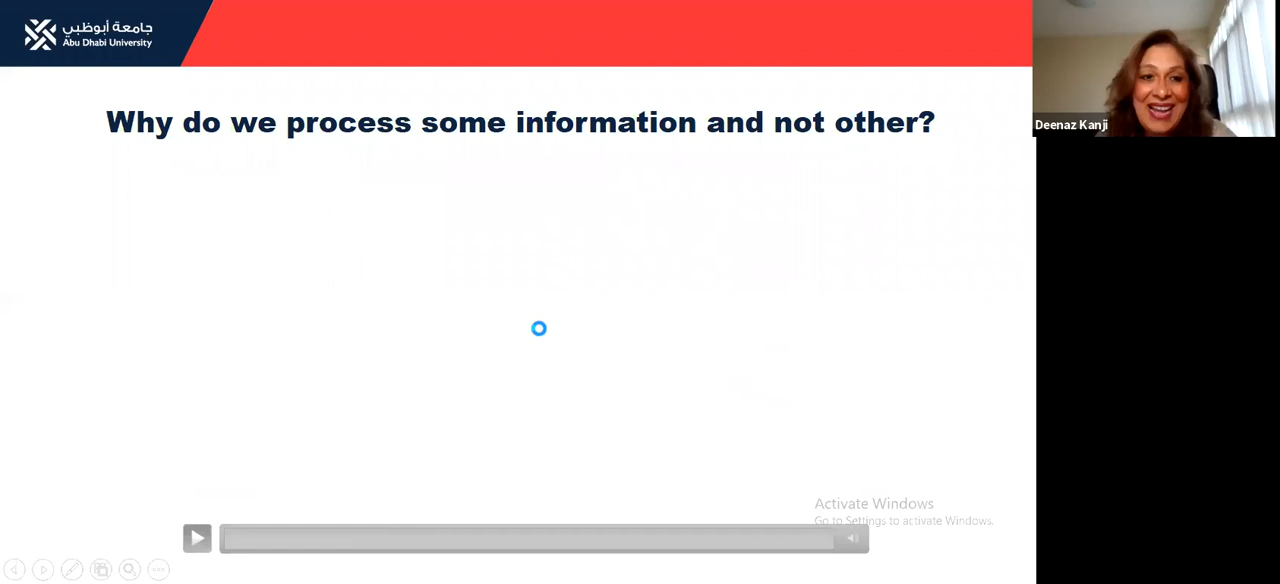 جامعة أبوظبي
Abu Dhabi University
Why do we process some information and not other?
Deenaz Kanji
Activate Windows
Go to Settings to activate Windows.